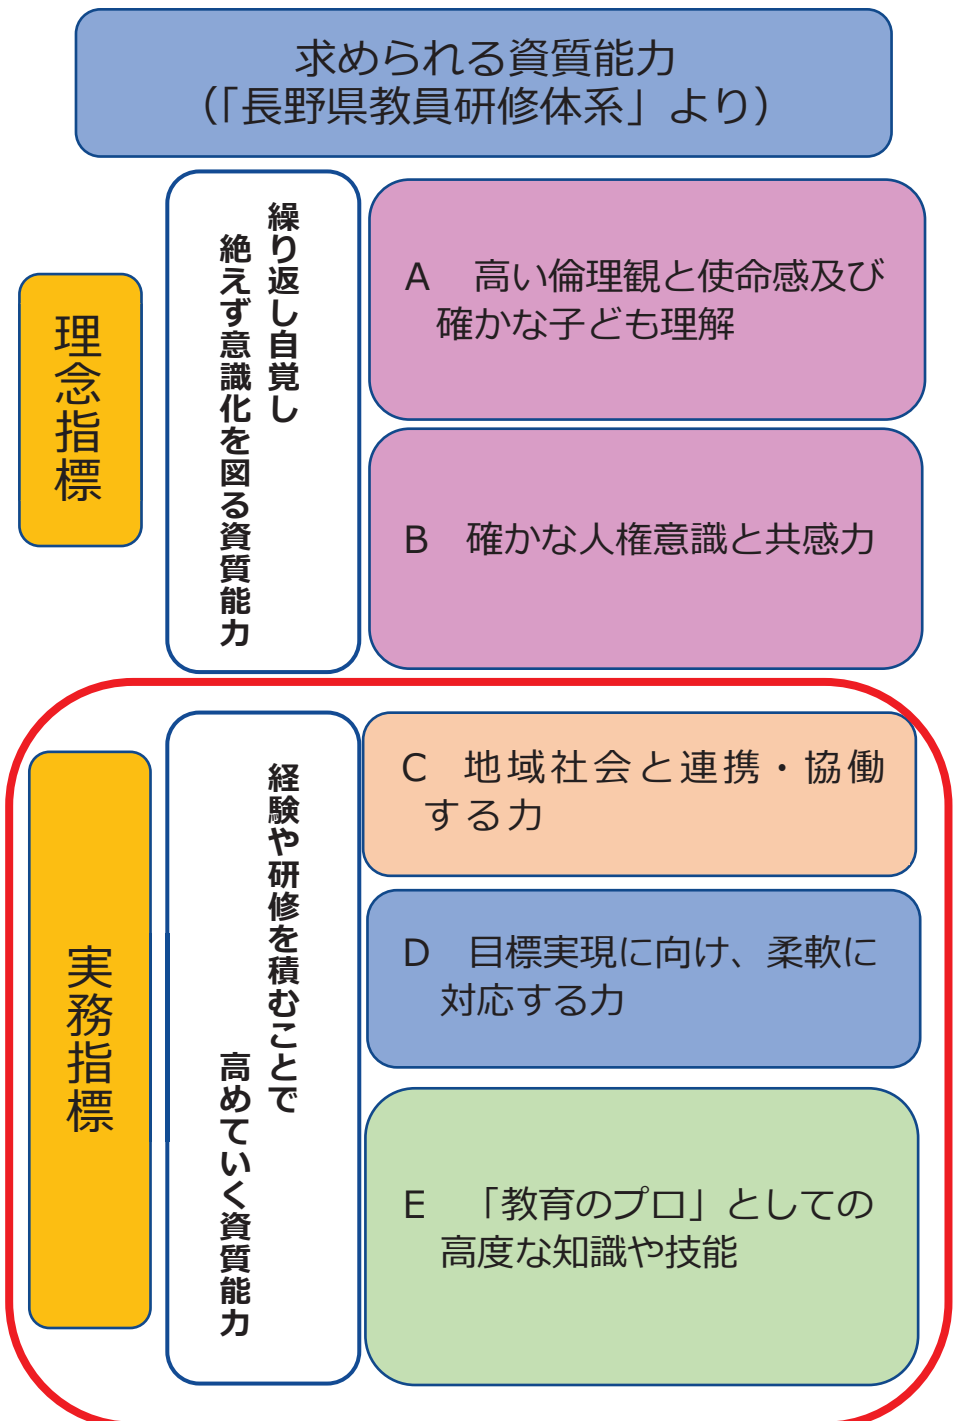 求められる資質能力
（「長野県教員研修体系」より）
理念指標
繰り返し自覚し
絶えず意識化を図る資質能力
A　高い倫理観と使命感及び
確かな子ども理解
B　確かな人権意識と共感力
実務指標
経験や研修を積むことで
高めていく資質能力
C　地域社会と連携・協働
する力
D　目標実現に向け、柔軟に
対応する力
E　「教育のプロ」としての
高度な知識や技能